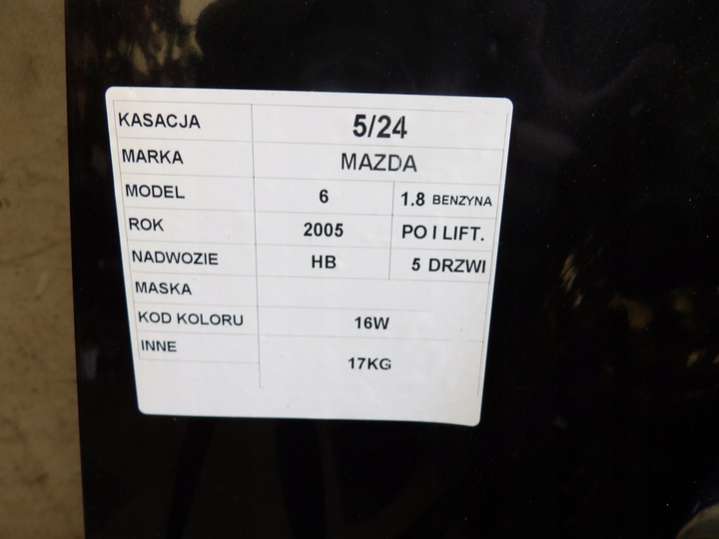 KASACJA 5/24
MARKA MAZDA
MODEL 6 1.8 BENZYNA
ROK 2005 PO I LIFT.
NADWOZIE HB 5 DRZWI
MASKA
KOD KOLORU 16W
INNE 17KG